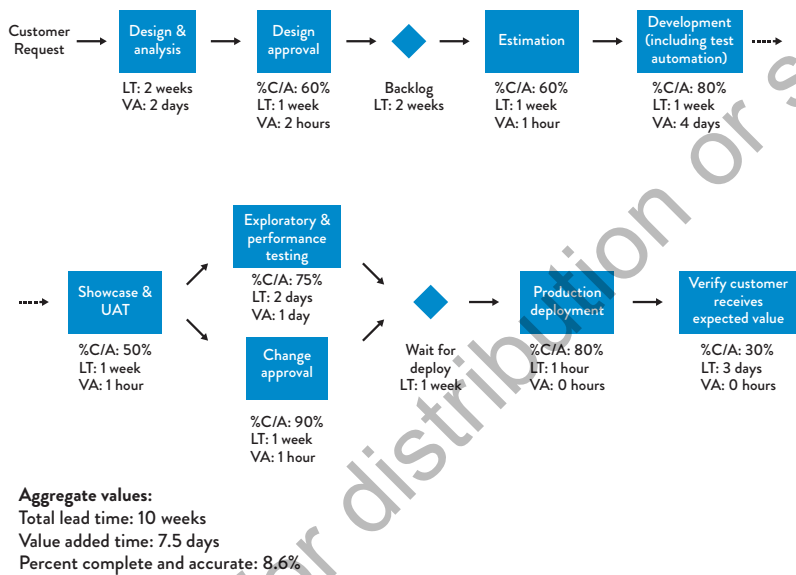 Customer
Request
Design &
analysis
LT: 2 weeks
VA: 2 days
Design
approval
%C/A: 60%
LT: 1 week
VA: 2 hours
Backlog
LT: 2 weeks
Estimation
%C/A: 60%
LT: 1 week
VA: 1 hour
Development
(including test
automation)
%C/A: 80%
LT: 1 week
VA: 4 days
Showcase &
UAT
%C/A: 50%
LT: 1 week
VA: 1 hour
Exploratory &
performance
testing
%C/A: 75%
LT: 2 days
VA: 1 day
Change
approval
%C/A: 90%
LT: 1 week
VA: 1 hour
Wait for
deploy
LT: 1 week
Production
deployment
%C/A: 80%
LT: 1 hour
VA: 0 hours
Verify customer
receives
expected value
%C/A: 30%
LT: 3 days
VA: 0 hours
Aggregate values:
Total lead time: 10 weeks
Value added time: 7.5 days
Percent complete and accurate: 8.6%
for distribution or s